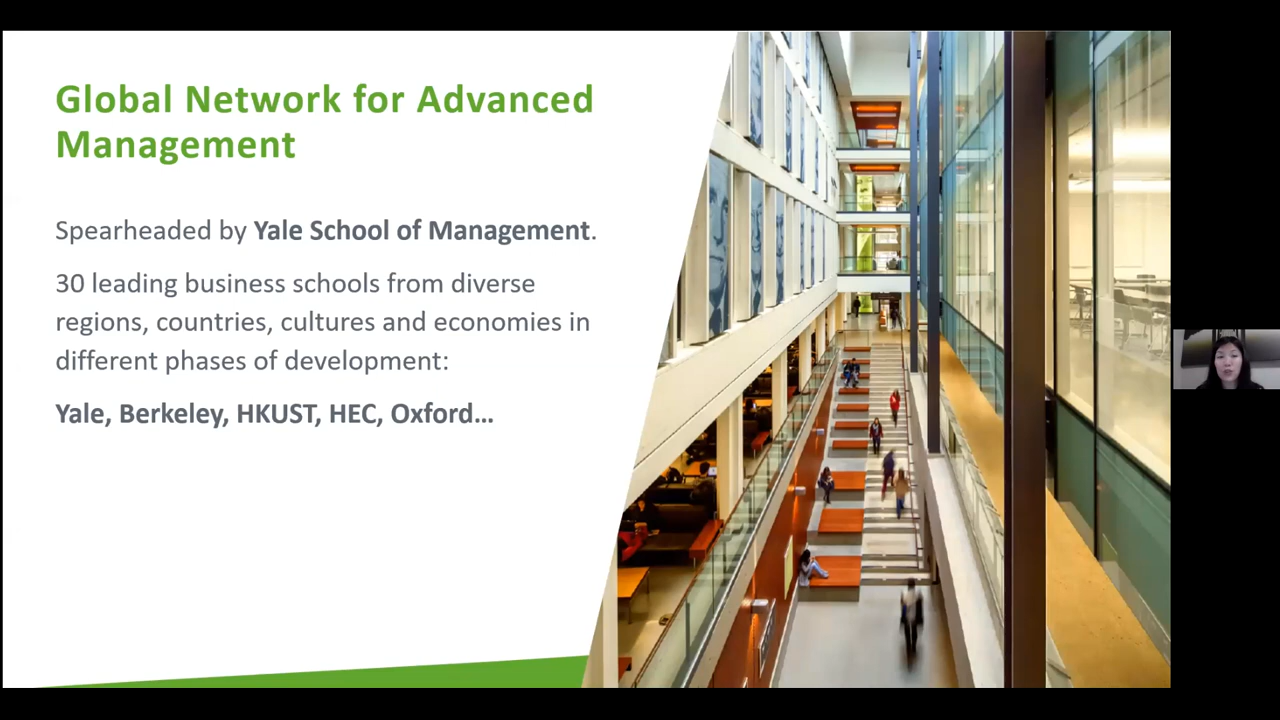 Global Network for Advanced
Management
Spearheaded by Yale School of Management.
30 leading business schools from diverse
regions, countries, cultures and economies in
different phases of development:
Yale, Berkeley, HKUST, HEC, Oxford…